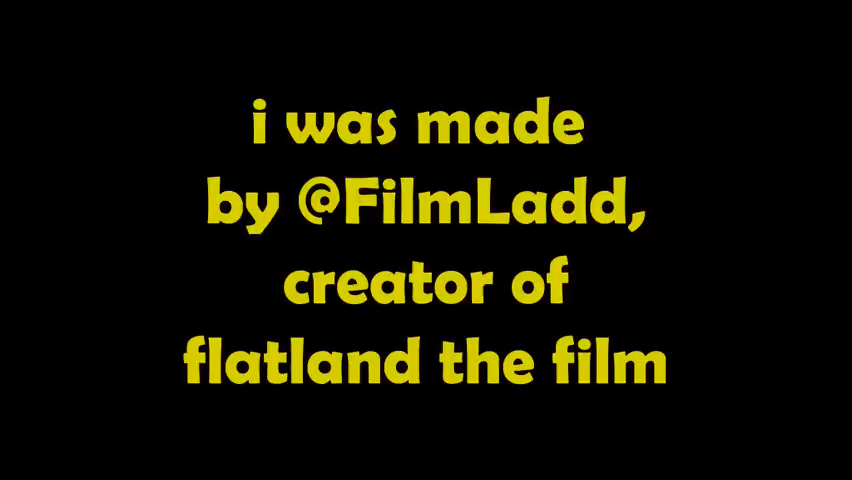 i was made
by @FilmLadd,
creator of
flatland the film